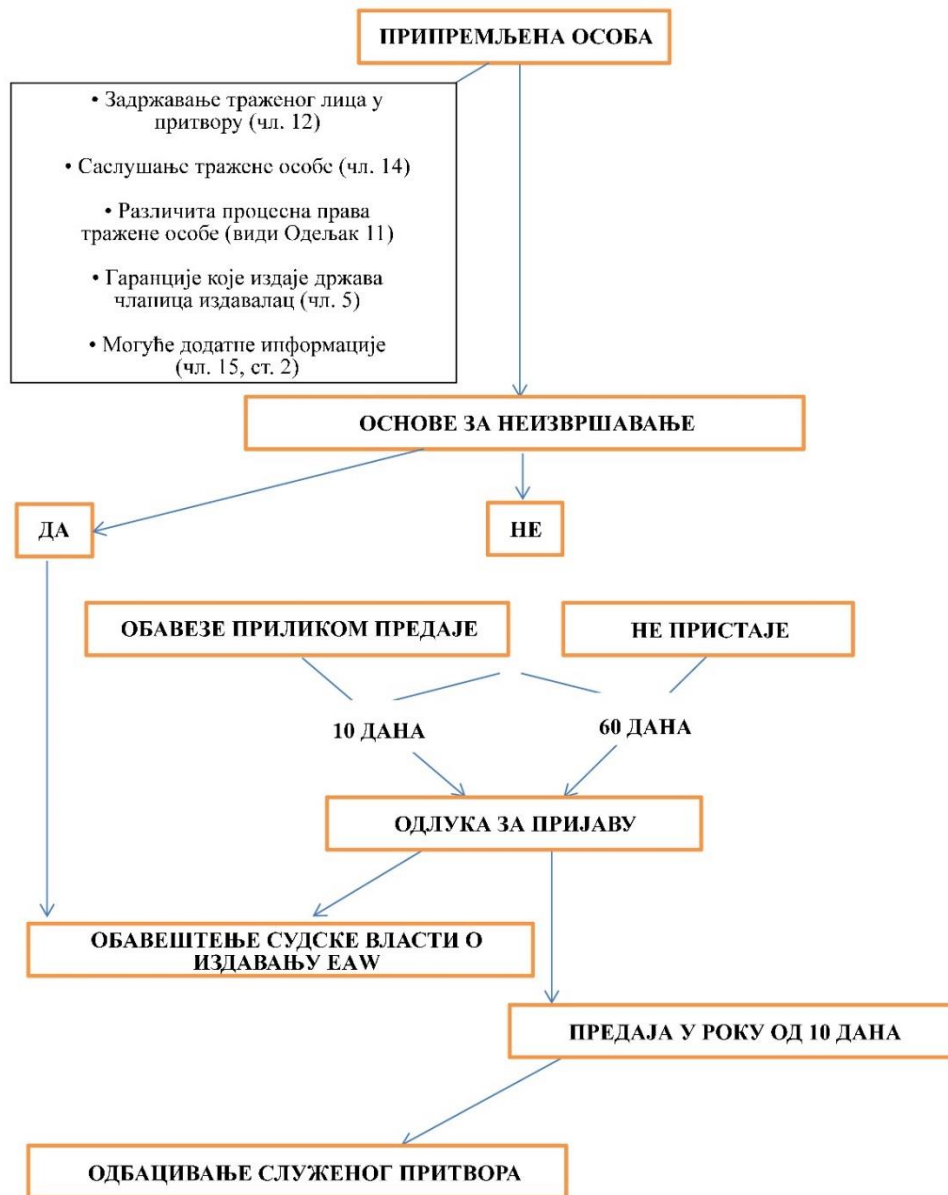 ПРИПРЕМЉЕНА ОСОБА
• Задржавање траженог лица у
притвору (чл. 12)
• Саслушање тражене особе (чл. 14)
• Различита процесна права
тражене особе (види Одељак 11)
• Гаранције које издаје држава
чланица издавалац (чл. 5)
• Могуће додатне информације
(чл. 15, ст. 2)
ОСНОВЕ ЗА НЕИЗВРШАВАЊЕ
ДА
НЕ
ОБАВЕЗЕ ПРИЛИКОМ ПРЕДАЈЕ
НЕ ПРИСТАЈЕ
10 ДАНА
60 ДАНА
ОДЛУКА ЗА ПРИЈАВУ
ОБАВЕШТЕЊЕ СУДСКЕ ВЛАСТИ О
ИЗДАВАЊУ EAW
ПРЕДАЈА У РОКУ ОД 10 ДАНА
ОДБАЦИВАЊЕ СЛУЖЕНОГ ПРИТВОРА